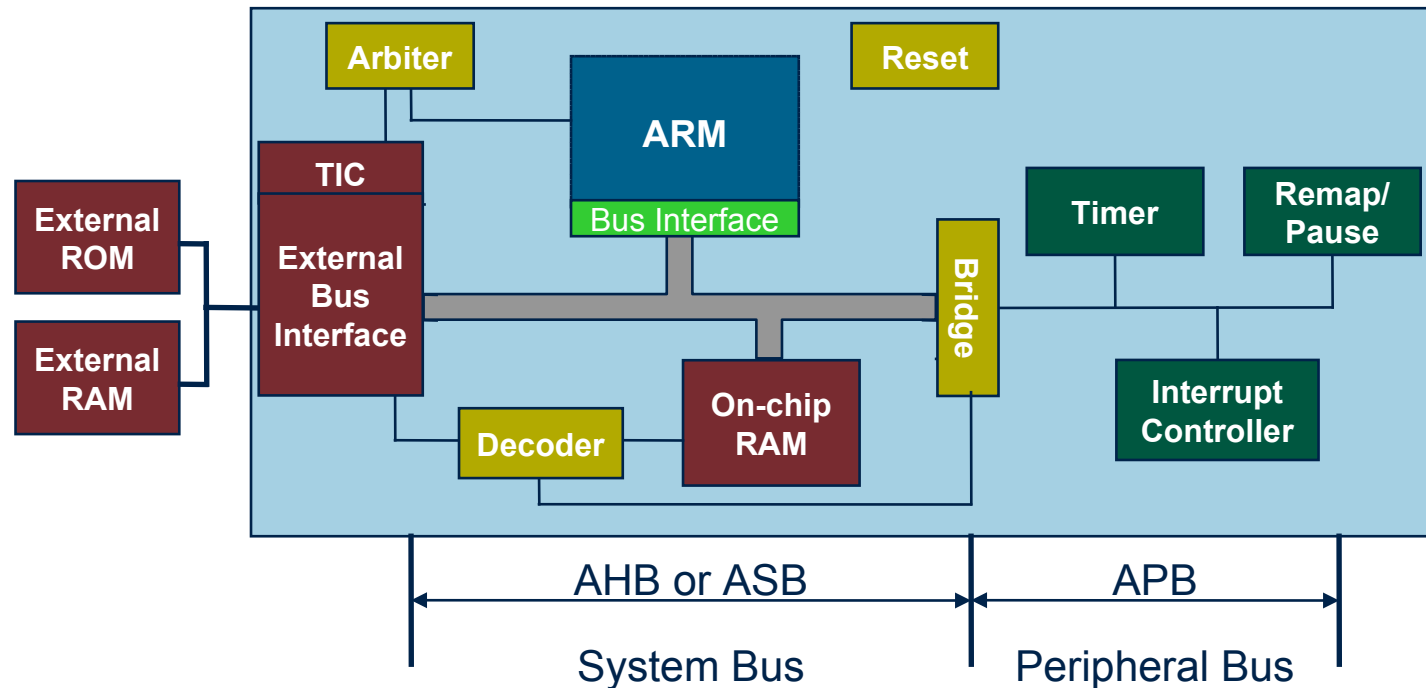 Arbiter
Reset
ARM
TIC
Bus Interface
External
ROM
External
RAM
External
Bus
Interface
Bridge
Timer
Remap/
Pause
On-chip
RAM
Decoder
Interrupt
Controller
AHB or ASB
APB
System Bus
Peripheral Bus